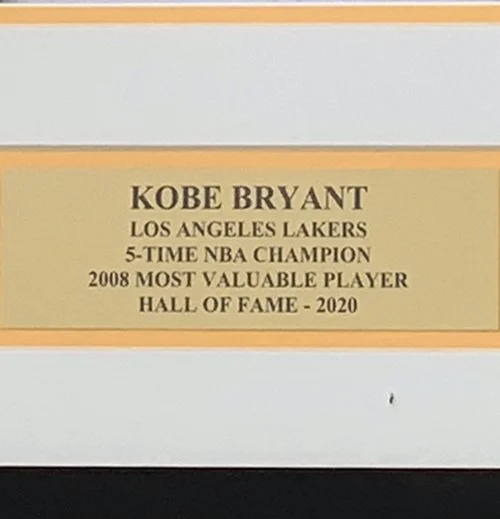 KOBE BRYANT
LOS ANGELES LAKERS
5-TIME NBA CHAMPION
2008 MOST VALUABLE PLAYER
HALL OF FAME - 2020